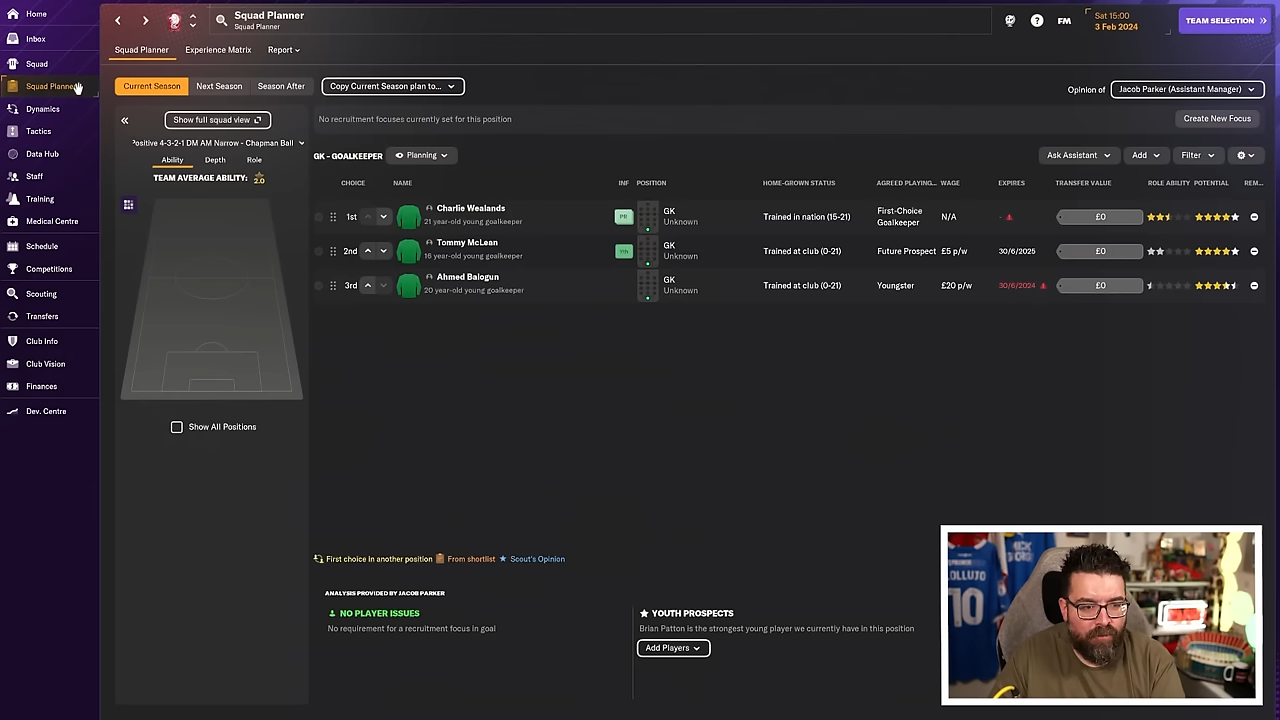 Home
Inbox
Squad
Squad Planner
Dynamics
Tactics
Data Hub
Staff
Training
Medical Centre
Schedule
Competitions
Scouting
Transfers
Club Info
Club Vision
Finances
Dev. Centre
Squad Planner
Squad Planner
?
FM
Sat 15:00
3 Feb 2024
TEAM SELECTION
Squad Planner Experience Matrix Report
Current Season Next Season Season After Copy Current Season plan to...
Opinion of Jacob Parker (Assistant Manager)
Show full squad view
ositive 4-3-2-1 DM AM Narrow - Chapman Ball
Ability Depth Role
TEAM AVERAGE ABILITY: 2.0
Show All Positions
No recruitment focuses currently set for this position
Create New Focus
GK - GOALKEEPER Planning
Ask Assistant Add Filter
CHOICE NAME INF POSITION HOME-GROWN STATUS AGREED PLAYING... WAGE EXPIRES TRANSFER VALUE ROLE ABILITY POTENTIAL REM...
1st Charlie Wealands PR GK Trained in nation (15-21) First-Choice N/A - £0
21 year-old young goalkeeper Unknown Goalkeeper
2nd Tommy McLean GK Trained at club (0-21) Future Prospect £5 p/w 30/6/2025 £0
16 year-old young goalkeeper Unknown
3rd Ahmed Balogun GK Trained at club (0-21) Youngster £20 p/w 30/6/2024 £0
20 year-old young goalkeeper Unknown
First choice in another position From shortlist Scout's Opinion
ANALYSIS PROVIDED BY JACOB PARKER
NO PLAYER ISSUES
No requirement for a recruitment focus in goal
YOUTH PROSPECTS
Brian Patton is the strongest young player we currently have in this position
Add Players
10